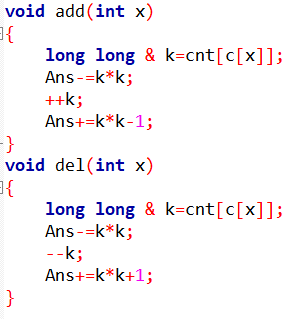 void add(int x)
{
    long long & k=cnt[c[x]];
    Ans-=k*k;
    ++k;
    Ans+=k*k-1;
}
void del(int x)
{
    long long & k=cnt[c[x]];
    Ans-=k*k;
    --k;
    Ans+=k*k+1;
}